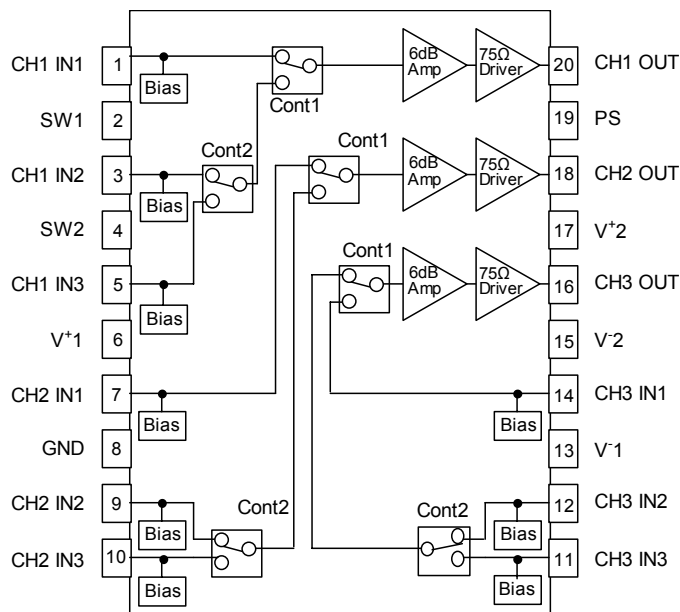 CH1 IN1 1 Bias Cont1 6dB Amp 75Ω Driver 20 CH1 OUT
SW1 2 19 PS
CH1 IN2 3 Bias Cont2 Cont1 6dB Amp 75Ω Driver 18 CH2 OUT
SW2 4 17 V+2
CH1 IN3 5 Bias Cont1 6dB Amp 75Ω Driver 16 CH3 OUT
V+1 6 15 V-2
CH2 IN1 7 Bias Bias 14 CH3 IN1
GND 8 13 V-1
CH2 IN2 9 Bias Cont2 Cont2 Bias 12 CH3 IN2
CH2 IN3 10 Bias Bias 11 CH3 IN3